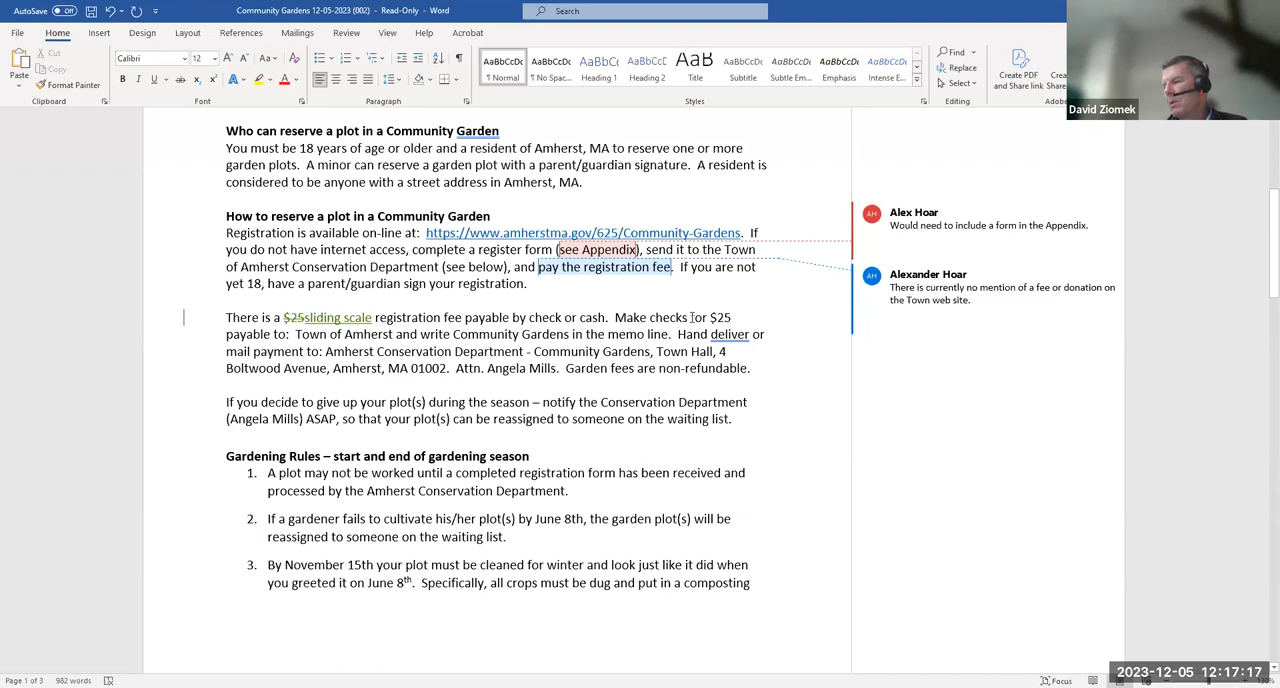 AutoSave Off Community Gardens 12-05-2023 (002) - Read-Only - Word Search
File Home Insert Design Layout References Mailings Review View Help Acrobat
Paste Cut Copy Format Painter
Calibri 12
AaBbCcDc AaBbCcDc AaBbCc AaBbCcD AaB AaBbCcD AaBbCcDt AaBbCcDt AaBbCcDt
¶ Normal ¶ No Spac... Heading 1 Heading 2 Title Subtitle Subtle Em... Emphasis Intense E...
Find Replace Select
Create PDF and Share link
Clipboard Font Paragraph Styles Editing
David Ziomek
Who can reserve a plot in a Community Garden
You must be 18 years of age or older and a resident of Amherst, MA to reserve one or more
garden plots. A minor can reserve a garden plot with a parent/guardian signature. A resident is
considered to be anyone with a street address in Amherst, MA.
How to reserve a plot in a Community Garden
Registration is available on-line at: https://www.amherstma.gov/625/Community-Gardens. If
you do not have internet access, complete a register form (see Appendix), send it to the Town
of Amherst Conservation Department (see below), and pay the registration fee. If you are not
yet 18, have a parent/guardian sign your registration.
There is a $25sliding scale registration fee payable by check or cash. Make checks for $25
payable to: Town of Amherst and write Community Gardens in the memo line. Hand deliver or
mail payment to: Amherst Conservation Department - Community Gardens, Town Hall, 4
Boltwood Avenue, Amherst, MA 01002. Attn. Angela Mills. Garden fees are non-refundable.
If you decide to give up your plot(s) during the season – notify the Conservation Department
(Angela Mills) ASAP, so that your plot(s) can be reassigned to someone on the waiting list.
Gardening Rules – start and end of gardening season
1. A plot may not be worked until a completed registration form has been received and
processed by the Amherst Conservation Department.
2. If a gardener fails to cultivate his/her plot(s) by June 8th, the garden plot(s) will be
reassigned to someone on the waiting list.
3. By November 15th your plot must be cleaned for winter and look just like it did when
you greeted it on June 8th. Specifically, all crops must be dug and put in a composting
AH Alex Hoar
Would need to include a form in the Appendix.
AH Alexander Hoar
There is currently no mention of a fee or donation on
the Town web site.
Page 1 of 3 982 words Focus
2023-12-05 12:17:17